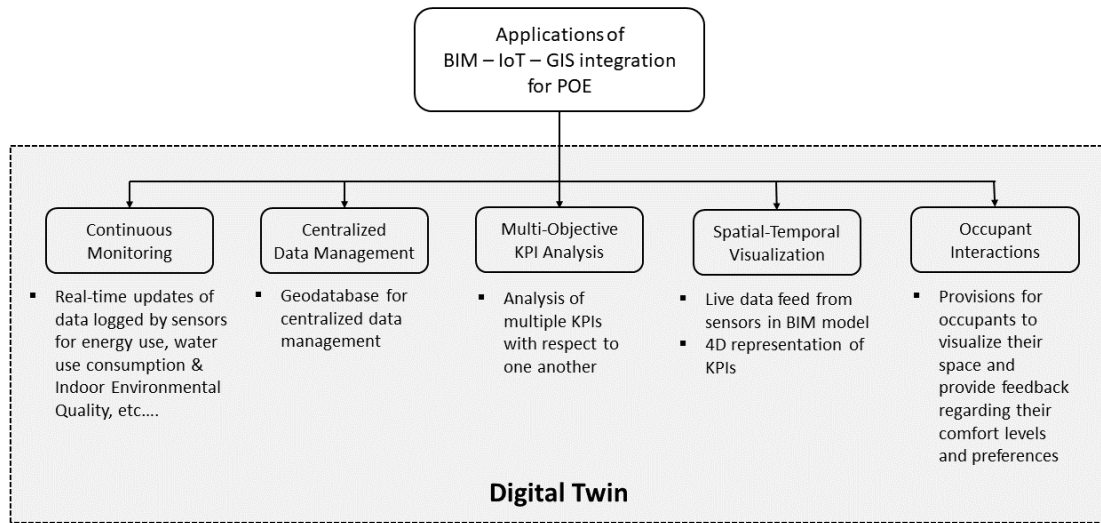 Applications of
BIM – IoT – GIS integration
for POE
Continuous
Monitoring
▪ Real-time updates of
data logged by sensors
for energy use, water
use consumption &
Indoor Environmental
Quality, etc....
Centralized
Data Management
▪ Geodatabase for
centralized data
management
Multi-Objective
KPI Analysis
▪ Analysis of
multiple KPIs
with respect to
one another
Spatial-Temporal
Visualization
▪ Live data feed from
sensors in BIM model
▪ 4D representation of
KPIs
Occupant
Interactions
▪ Provisions for
occupants to
visualize their
space and
provide feedback
regarding their
comfort levels
and preferences
Digital Twin